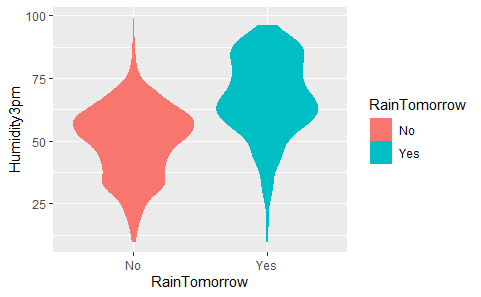 100
75
50
25
Humidity3pm
No
Yes
RainTomorrow
RainTomorrow
No
Yes